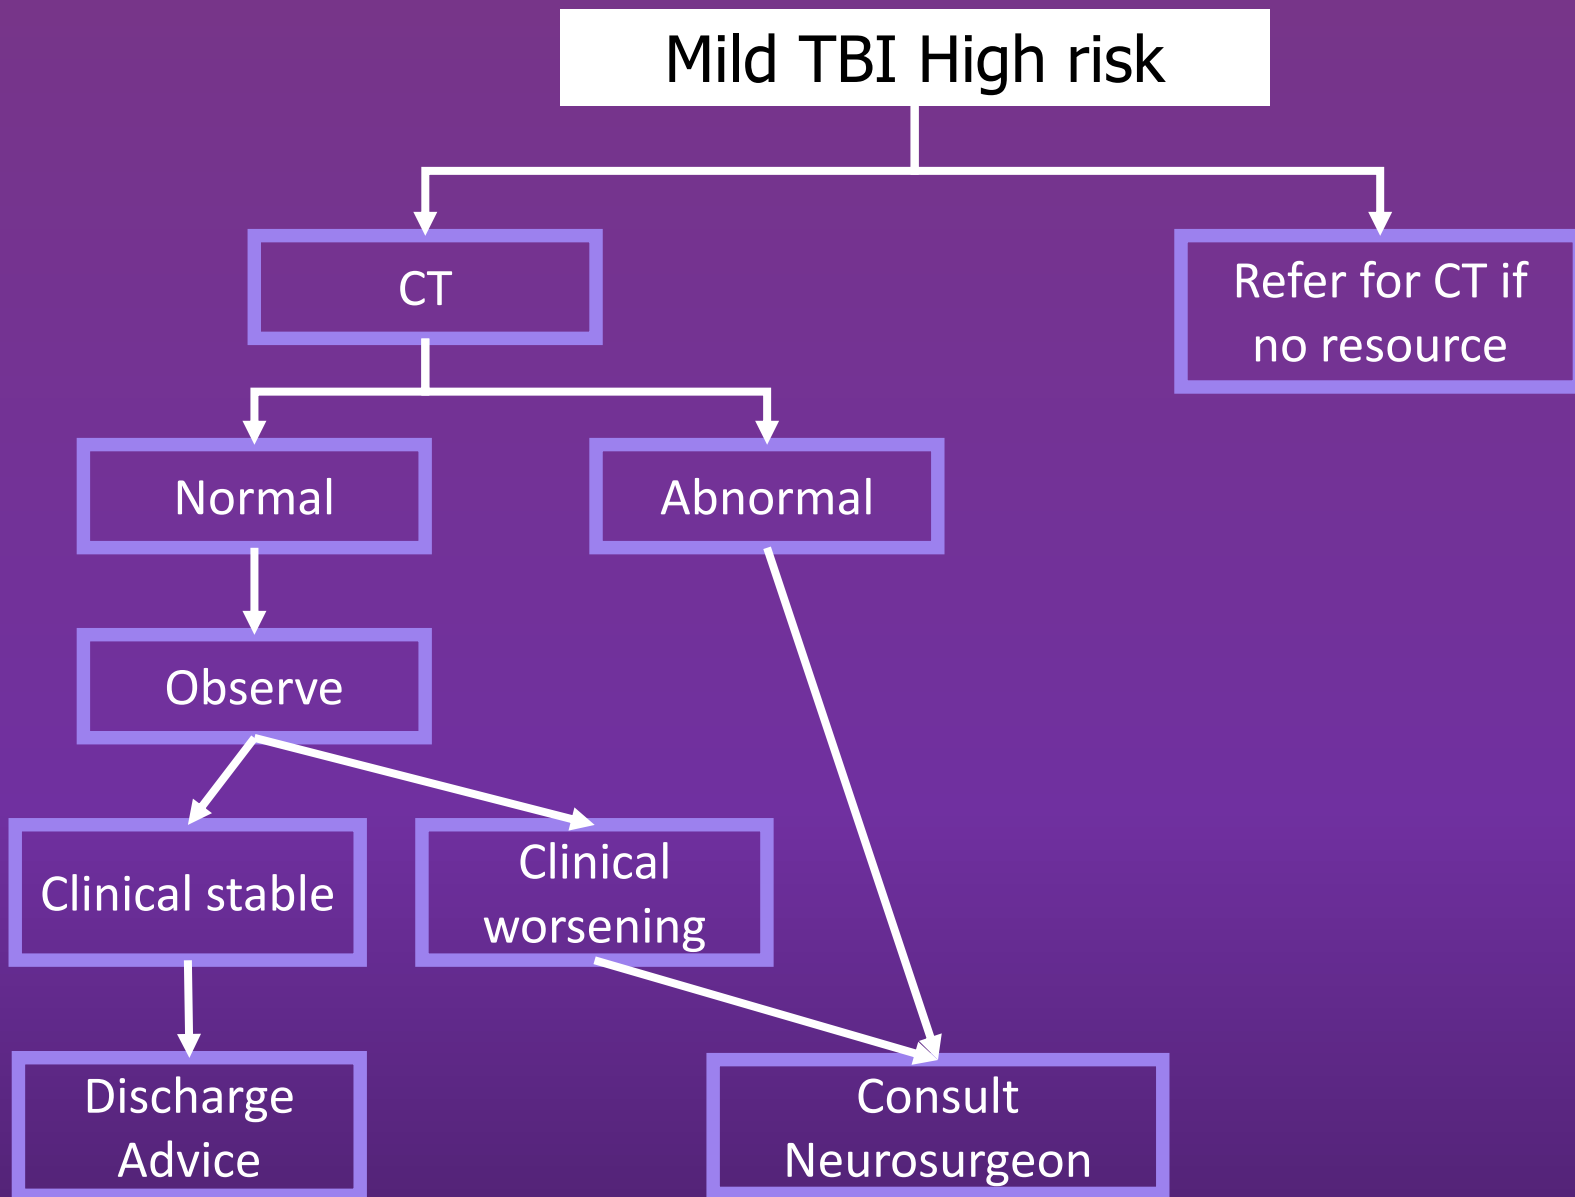 Mild TBI High risk
CT
Refer for CT if
no resource
Normal
Abnormal
Observe
Clinical stable
Clinical
worsening
Discharge
Advice
Consult
Neurosurgeon